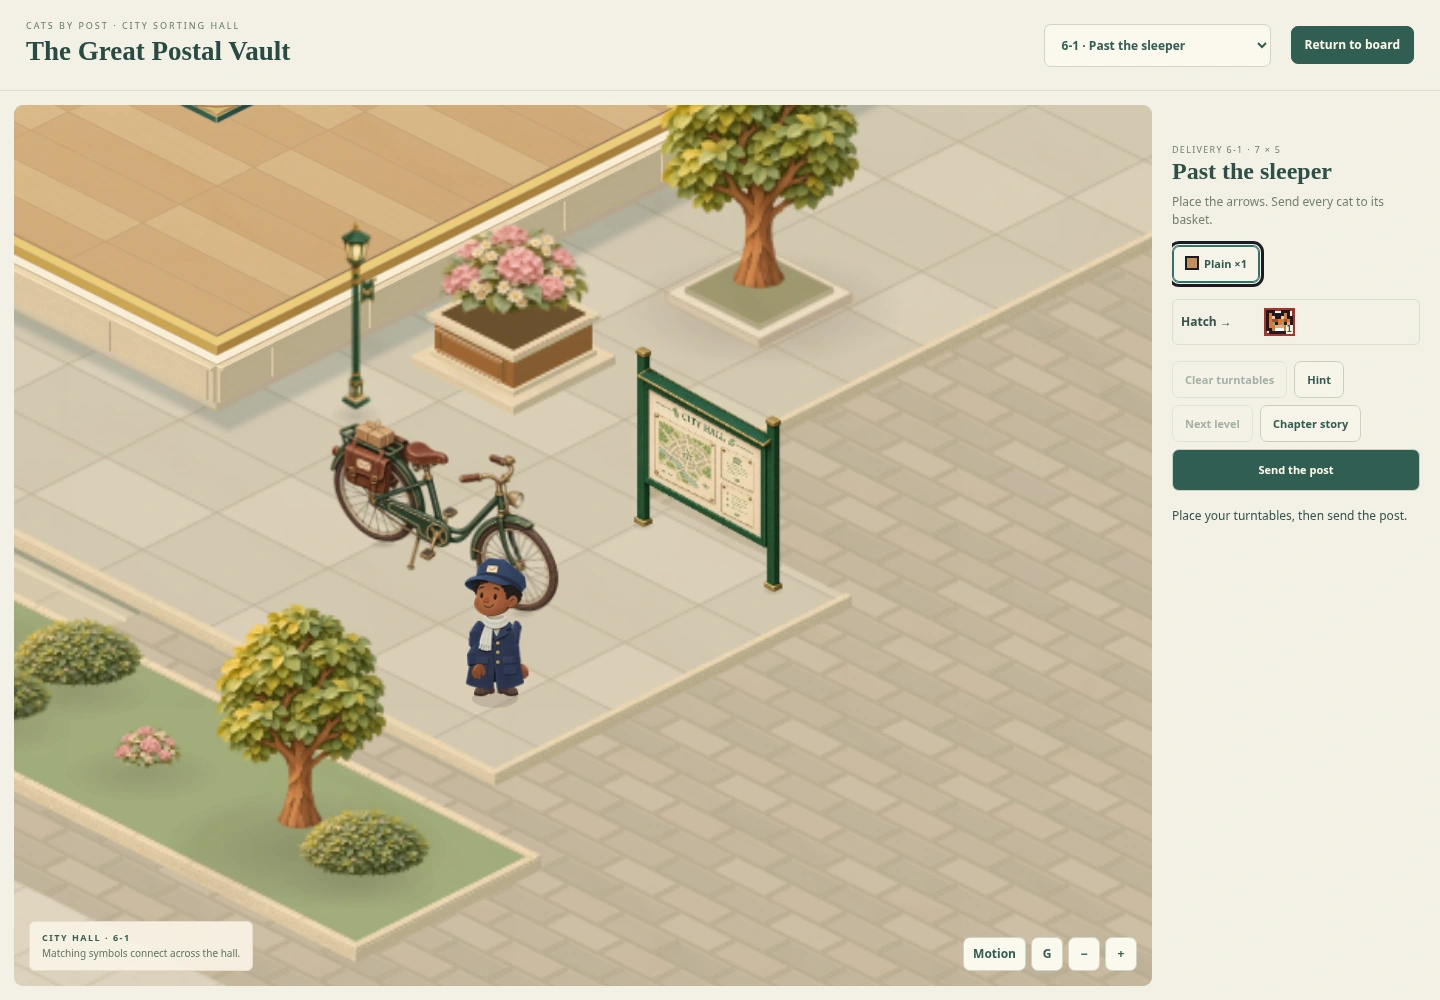 CATS BY POST · CITY SORTING HALL
The Great Postal Vault
6-1 · Past the sleeper
Return to board
DELIVERY 6-1 · 7 × 5
Past the sleeper
Place the arrows. Send every cat to its
basket.
Plain ×1
Hatch →
1
Clear turntables
Hint
Next level
Chapter story
Send the post
Place your turntables, then send the post.
CITY HALL
CITY HALL · 6-1
Matching symbols connect across the hall.
Motion
G
−
+